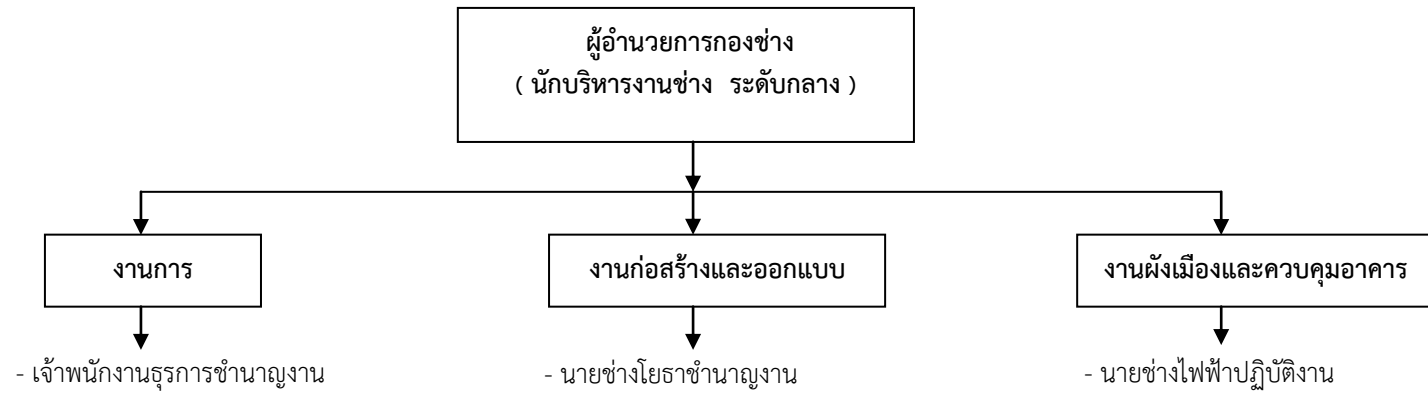 ผู้อำนวยการกองช่าง
( นักบริหารงานช่าง ระดับกลาง )
งานการ
งานก่อสร้างและออกแบบ
งานผังเมืองและควบคุมอาคาร
- เจ้าพนักงานธุรการชำนาญงาน
- นายช่างโยธาชำนาญงาน
- นายช่างไฟฟ้าปฏิบัติงาน